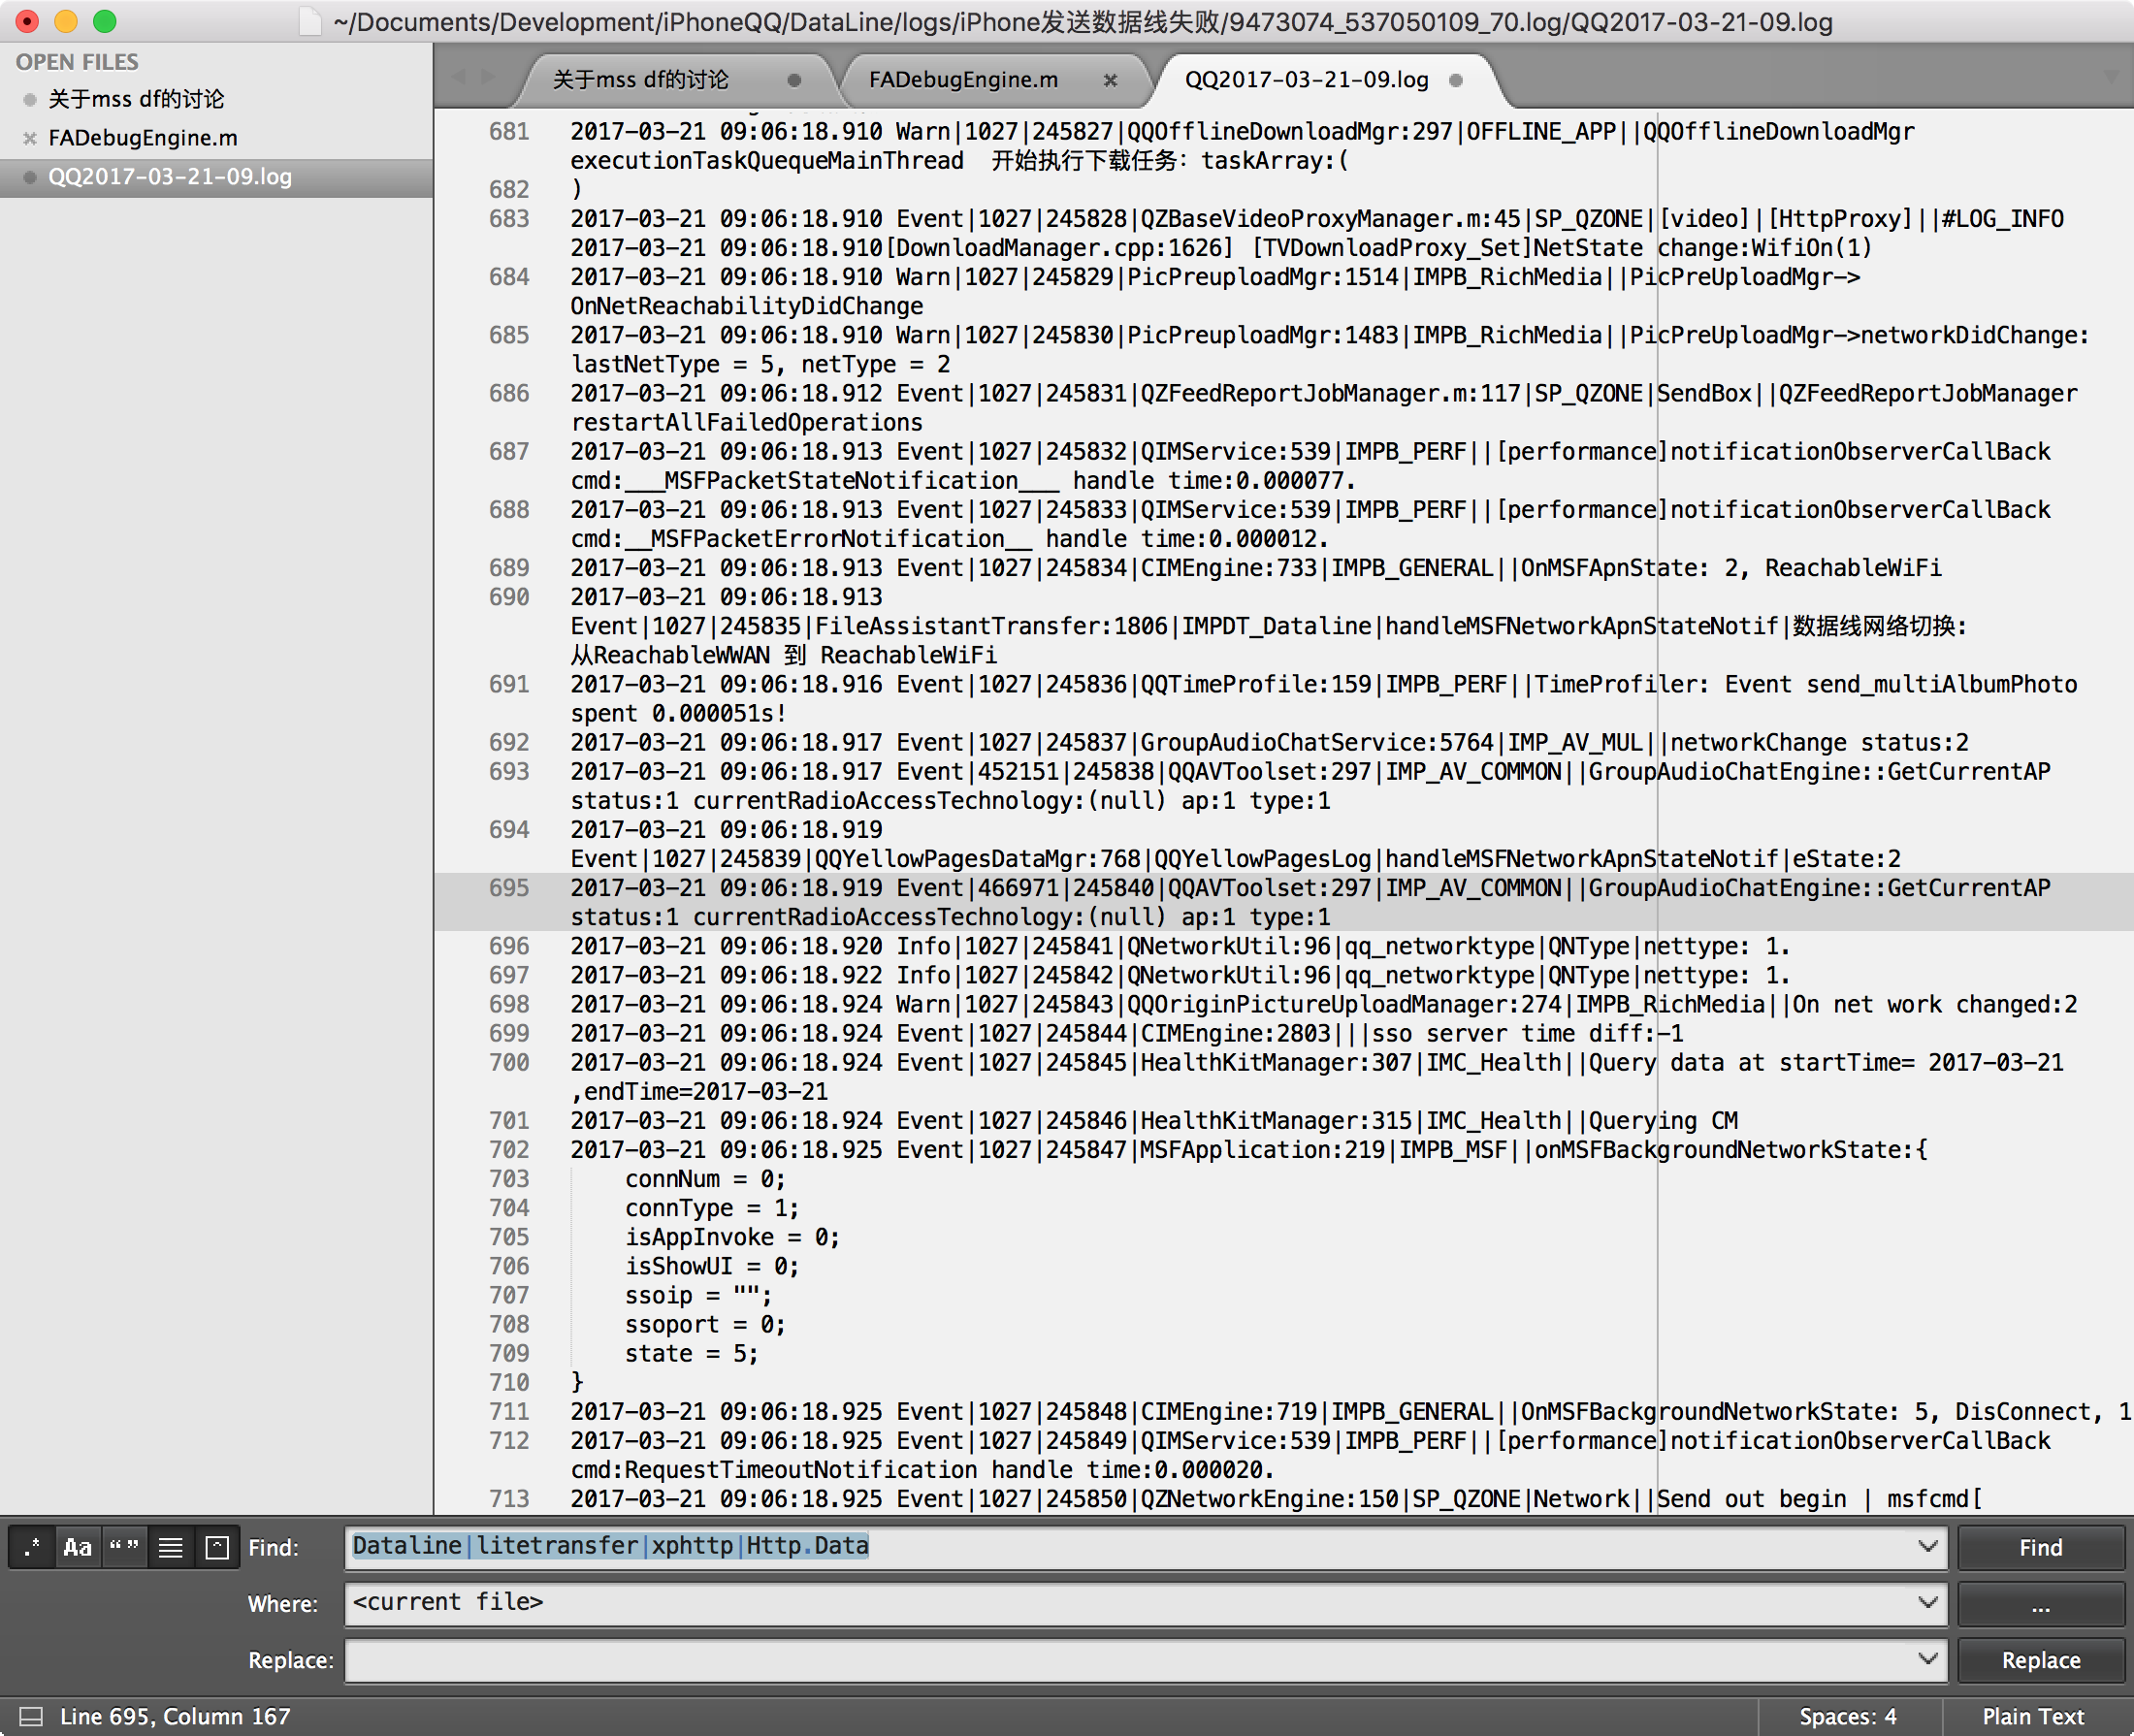 ~/Documents/Development/iPhoneQQ/DataLine/logs/iPhone发送数据线失败/9473074_537050109_70.log/QQ2017-03-21-09.log
OPEN FILES
关于mss df的讨论
FADebugEngine.m
QQ2017-03-21-09.log
关于mss df的讨论
FADebugEngine.m
QQ2017-03-21-09.log
681 2017-03-21 09:06:18.910 Warn|1027|245827|QQOfflineDownloadMgr:297|OFFLINE_APP||QQOfflineDownloadMgr
executionTaskQuequeMainThread  开始执行下载任务：taskArray:(
682 )
683 2017-03-21 09:06:18.910 Event|1027|245828|QZBaseVideoProxyManager.m:45|SP_QZONE|[video]|[HttpProxy]||#LOG_INFO
2017-03-21 09:06:18.910[DownloadManager.cpp:1626] [TVDownloadProxy_Set]NetState change:WifiOn(1)
684 2017-03-21 09:06:18.910 Warn|1027|245829|PicPreuploadMgr:1514|IMPB_RichMedia||PicPreUploadMgr->
OnNetReachabilityDidChange
685 2017-03-21 09:06:18.910 Warn|1027|245830|PicPreuploadMgr:1483|IMPB_RichMedia||PicPreUploadMgr->networkDidChange:
lastNetType = 5, netType = 2
686 2017-03-21 09:06:18.912 Event|1027|245831|QZFeedReportJobManager.m:117|SP_QZONE|SendBox||QZFeedReportJobManager
restartAllFailedOperations
687 2017-03-21 09:06:18.913 Event|1027|245832|QIMService:539|IMPB_PERF||[performance]notificationObserverCallBack
cmd:___MSFPacketStateNotification___ handle time:0.000077.
688 2017-03-21 09:06:18.913 Event|1027|245833|QIMService:539|IMPB_PERF||[performance]notificationObserverCallBack
cmd:__MSFPacketErrorNotification__ handle time:0.000012.
689 2017-03-21 09:06:18.913 Event|1027|245834|CIMEngine:733|IMPB_GENERAL||OnMSFApnState: 2, ReachableWiFi
690 2017-03-21 09:06:18.913
Event|1027|245835|FileAssistantTransfer:1806|IMPDT_Dataline|handleMSFNetworkApnStateNotif|数据线网络切换：
从ReachableWWAN 到 ReachableWiFi
691 2017-03-21 09:06:18.916 Event|1027|245836|QQTimeProfile:159|IMPB_PERF||TimeProfiler: Event send_multiAlbumPhoto
spent 0.000051s!
692 2017-03-21 09:06:18.917 Event|1027|245837|GroupAudioChatService:5764|IMP_AV_MUL||networkChange status:2
693 2017-03-21 09:06:18.917 Event|452151|245838|QQAVToolset:297|IMP_AV_COMMON||GroupAudioChatEngine::GetCurrentAP
status:1 currentRadioAccessTechnology:(null) ap:1 type:1
694 2017-03-21 09:06:18.919
Event|1027|245839|QQYellowPagesDataMgr:768|QQYellowPagesLog|handleMSFNetworkApnStateNotif|eState:2
695 2017-03-21 09:06:18.919 Event|466971|245840|QQAVToolset:297|IMP_AV_COMMON||GroupAudioChatEngine::GetCurrentAP
status:1 currentRadioAccessTechnology:(null) ap:1 type:1
696 2017-03-21 09:06:18.920 Info|1027|245841|QNetworkUtil:96|qq_networktype|QNType|nettype: 1.
697 2017-03-21 09:06:18.922 Info|1027|245842|QNetworkUtil:96|qq_networktype|QNType|nettype: 1.
698 2017-03-21 09:06:18.924 Warn|1027|245843|QQOriginPictureUploadManager:274|IMPB_RichMedia||On net work changed:2
699 2017-03-21 09:06:18.924 Event|1027|245844|CIMEngine:2803|||sso server time diff:-1
700 2017-03-21 09:06:18.924 Event|1027|245845|HealthKitManager:307|IMC_Health||Query data at startTime= 2017-03-21
,endTime=2017-03-21
701 2017-03-21 09:06:18.924 Event|1027|245846|HealthKitManager:315|IMC_Health||Querying CM
702 2017-03-21 09:06:18.925 Event|1027|245847|MSFApplication:219|IMPB_MSF||onMSFBackgroundNetworkState:{
703     connNum = 0;
704     connType = 1;
705     isAppInvoke = 0;
706     isShowUI = 0;
707     ssoip = "";
708     ssoport = 0;
709     state = 5;
710 }
711 2017-03-21 09:06:18.925 Event|1027|245848|CIMEngine:719|IMPB_GENERAL||OnMSFBackgroundNetworkState: 5, DisConnect, 1
712 2017-03-21 09:06:18.925 Event|1027|245849|QIMService:539|IMPB_PERF||[performance]notificationObserverCallBack
cmd:RequestTimeoutNotification handle time:0.000020.
713 2017-03-21 09:06:18.925 Event|1027|245850|QZNetworkEngine:150|SP_QZONE|Network||Send out begin | msfcmd[
.* Aa “” Find: Dataline|litetransfer|xphttp|Http.Data Find
Where: <current file> ...
Replace: Replace
Line 695, Column 167 Spaces: 4 Plain Text